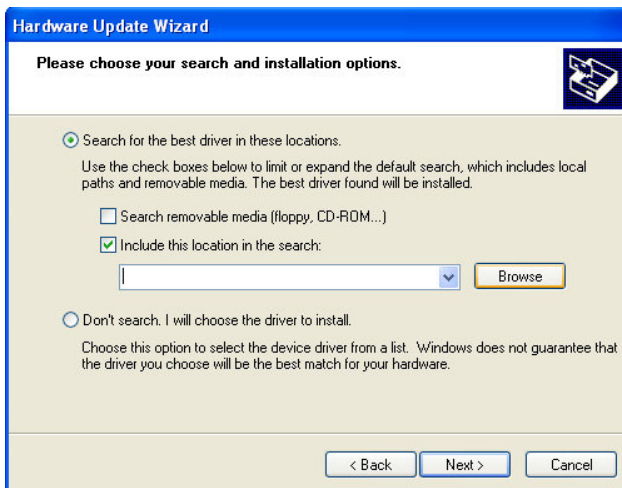 Hardware Update Wizard
Please choose your search and installation options.
Search for the best driver in these locations.
Use the check boxes below to limit or expand the default search, which includes local
paths and removable media. The best driver found will be installed.
Search removable media (floppy, CD-ROM...)
Include this location in the search:
Browse
Don't search. I will choose the driver to install.
Choose this option to select the device driver from a list. Windows does not guarantee that
the driver you choose will be the best match for your hardware.
< Back Next > Cancel